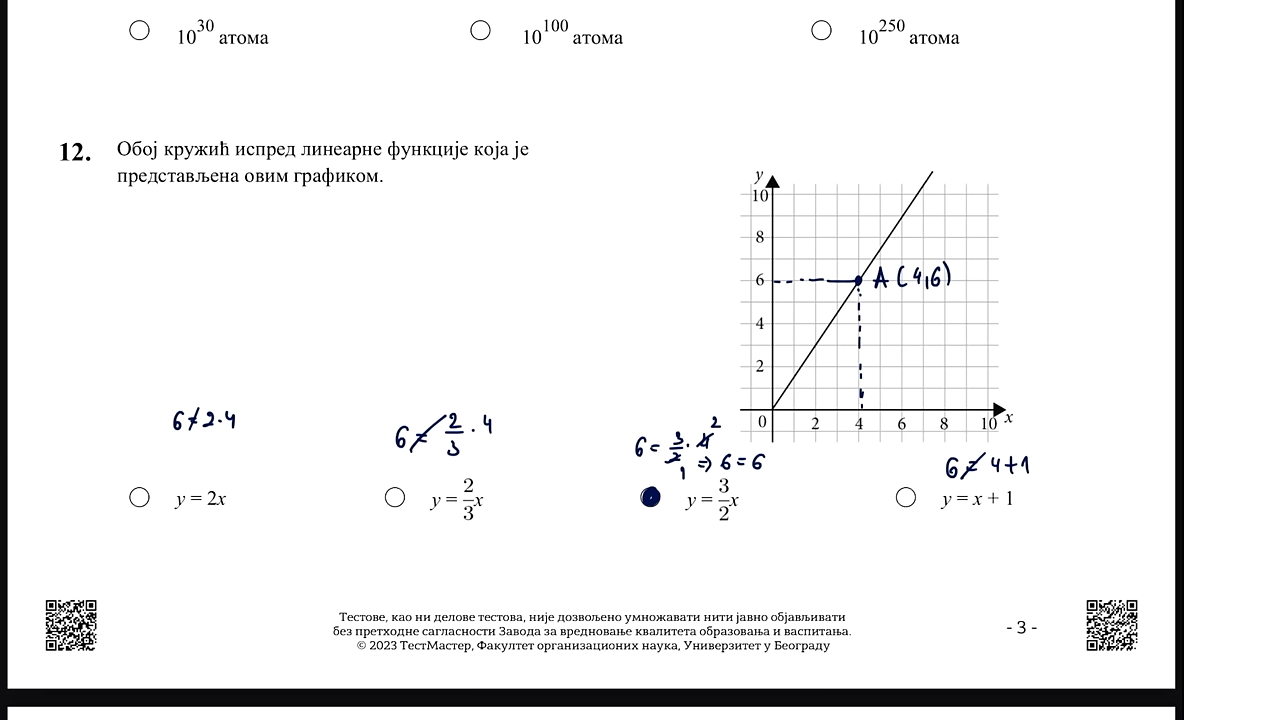 10^30 атома 10^100 атома 10^250 атома
12. Обој кружић испред линеарне функције која је
представљена овим графиком.
y
10
8
6 A (4,6)
4
2
0 2 4 6 8 10 x
6 ≠ 2·4 6 ≠ 2/3 · 4 6 = 3/2 · 4 2 1 => 6 = 6 6 ≠ 4+1
y = 2x y = 2/3 x y = 3/2 x y = x + 1
Тестове, као ни делове тестова, није дозвољено умножавати нити јавно објављивати
без претходне сагласности Завода за вредновање квалитета образовања и васпитања.
© 2023 ТестМастер, Факултет организационих наука, Универзитет у Београду
- 3 -